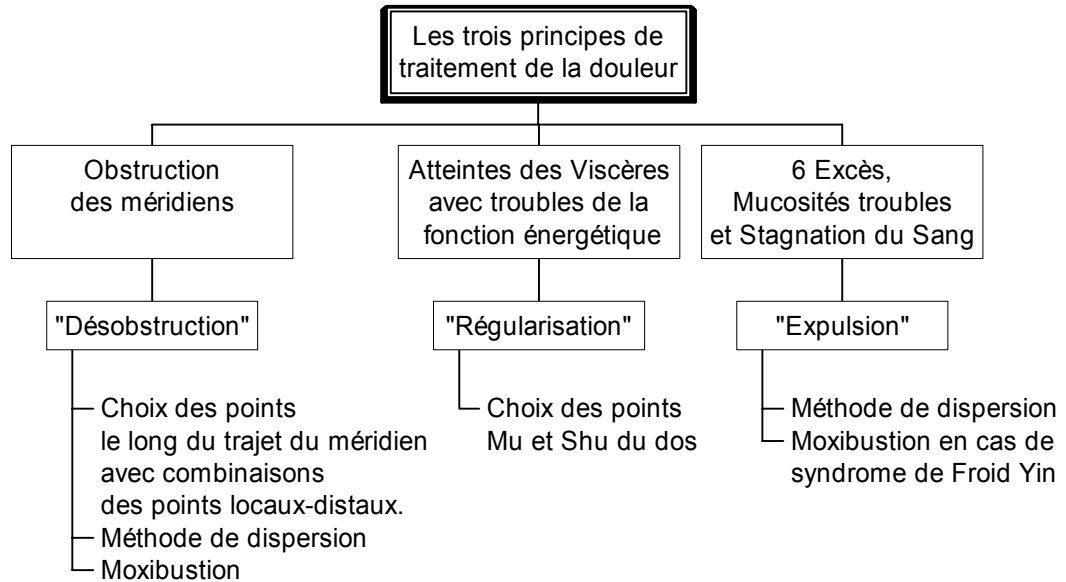 Les trois principes de
traitement de la douleur
Obstruction
des méridiens
Atteintes des Viscères
avec troubles de la
fonction énergétique
6 Excès,
Mucosités troubles
et Stagnation du Sang
"Désobstruction"
"Régularisation"
"Expulsion"
Choix des points
le long du trajet du méridien
avec combinaisons
des points locaux-distaux.
Méthode de dispersion
Moxibustion
Choix des points
Mu et Shu du dos
Méthode de dispersion
Moxibustion en cas de
syndrome de Froid Yin